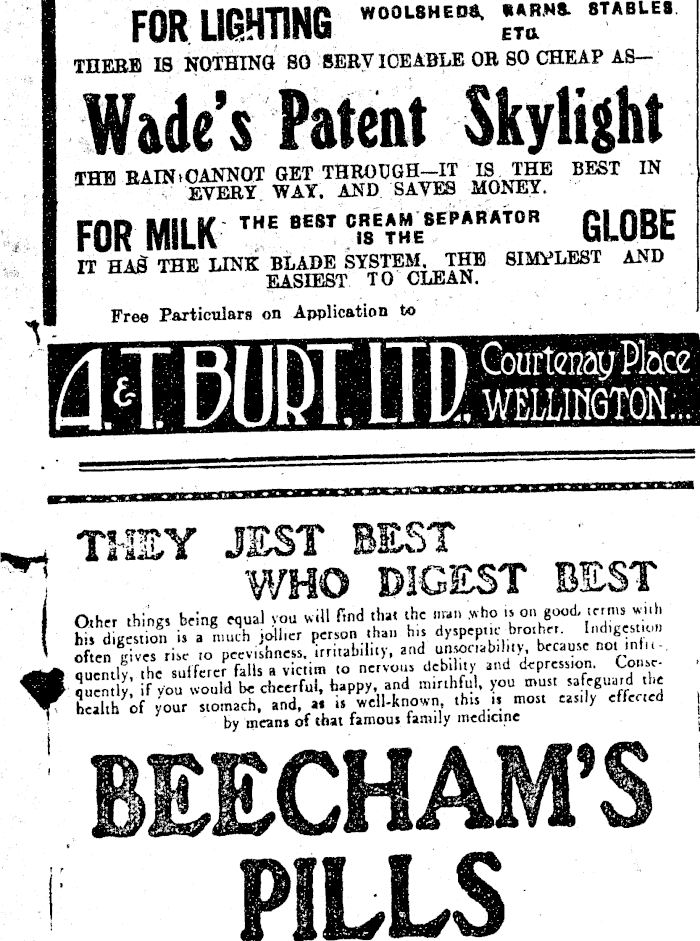 FOR LIGHTING WOOLSHEDS, BARNS. STABLES.
ETC.
THERE IS NOTHING SO SERVICEABLE OR SO CHEAP AS—
Wade's Patent Skylight
THE RAIN CANNOT GET THROUGH—IT IS THE BEST IN
EVERY WAY, AND SAVES MONEY.
FOR MILK THE BEST CREAM SEPARATOR
IS THE GLOBE
IT HAS THE LINK BLADE SYSTEM, THE SIMPLEST AND
EASIEST TO CLEAN.
Free Particulars on Application to
A. & T. BURT, LTD., Courtenay Place
WELLINGTON...
THEY JEST BEST
WHO DIGEST BEST
Other things being equal you will find that the man who is on good terms with
his digestion is a much jollier person than his dyspeptic brother. Indigestion
often gives rise to peevishness, irritability, and unsociability, because not infre-
quently, the sufferer falls a victim to nervous debility and depression. Conse-
quently, if you would be cheerful, happy, and mirthful, you must safeguard the
health of your stomach, and, as is well-known, this is most easily effected
by means of that famous family medicine
BEECHAM'S
PILLS